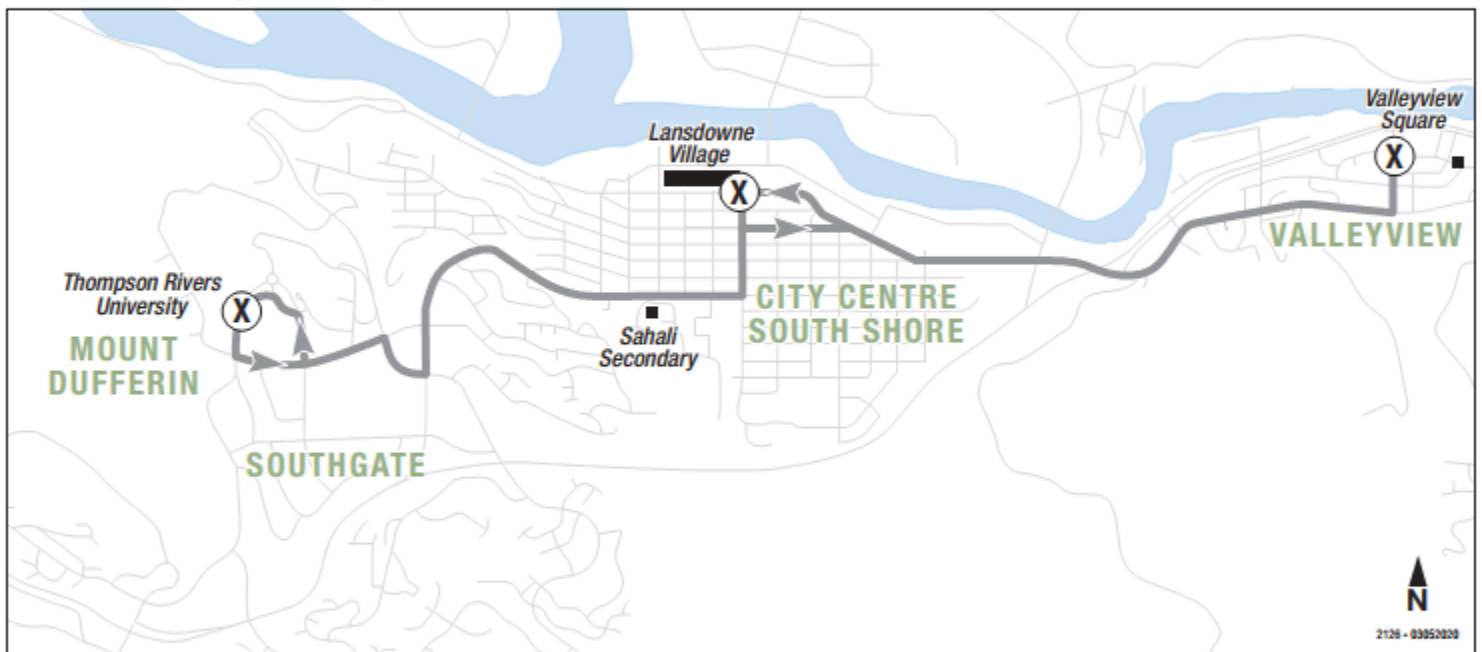 Valleyview
Square
X
Lansdowne
Village
X
VALLEYVIEW
Thompson Rivers
University
X
CITY CENTRE
SOUTH SHORE
Sahali
Secondary
MOUNT
DUFFERIN
SOUTHGATE
N
2126 - 03052020